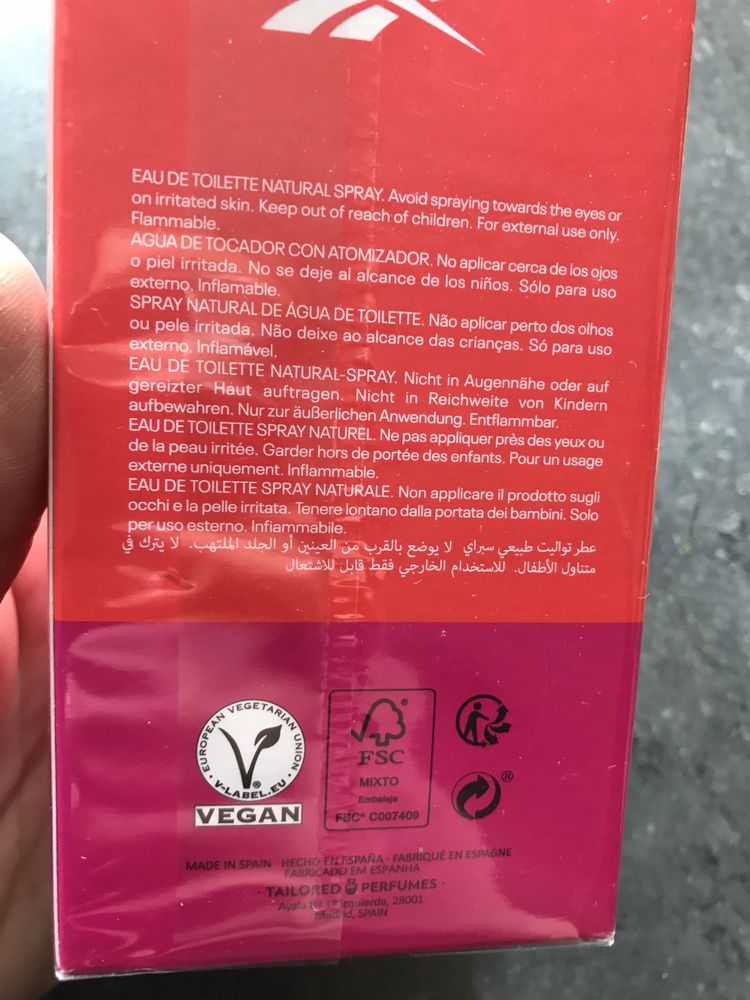 EAU DE TOILETTE NATURAL SPRAY. Avoid spraying towards the eyes or
on irritated skin. Keep out of reach of children. For external use only.
Flammable.
AGUA DE TOCADOR CON ATOMIZADOR. No aplicar cerca de los ojos
o piel irritada. No se deje al alcance de los niños. Sólo para uso
externo. Inflamable.
SPRAY NATURAL DE ÁGUA DE TOILETTE. Não aplicar perto dos olhos
ou pele irritada. Não deixe ao alcance das crianças. Só para uso
externo. Inflamável.
EAU DE TOILETTE NATURAL-SPRAY. Nicht in Augennähe oder auf
gereizter Haut auftragen. Nicht in Reichweite von Kindern
aufbewahren. Nur zur äußerlichen Anwendung. Entflammbar.
EAU DE TOILETTE SPRAY NATUREL. Ne pas appliquer près des yeux ou
de la peau irritée. Garder hors de portée des enfants. Pour un usage
externe uniquement. Inflammable.
EAU DE TOILETTE SPRAY NATURALE. Non applicare il prodotto sugli
occhi e la pelle irritata. Tenere lontano dalla portata dei bambini. Solo
per uso esterno. Infiammabile.
عطر تواليت طبيعي سبراي لا يوضع بالقرب من العينين أو الجلد الملتهب. لا يترك في
متناول الأطفال. للاستخدام الخارجي فقط قابل للاشتعال
EUROPEAN VEGETARIAN UNION
• V-LABEL.EU •
VEGAN
FSC
MIXTO
Embalaje
FSC® C007409
®
MADE IN SPAIN · HECHO EN ESPAÑA · FABRIQUÉ EN ESPAGNE
FABRICADO EM ESPANHA
· TAILORED PERFUMES ·
Ayala Izquierda, 28001
Madrid, SPAIN